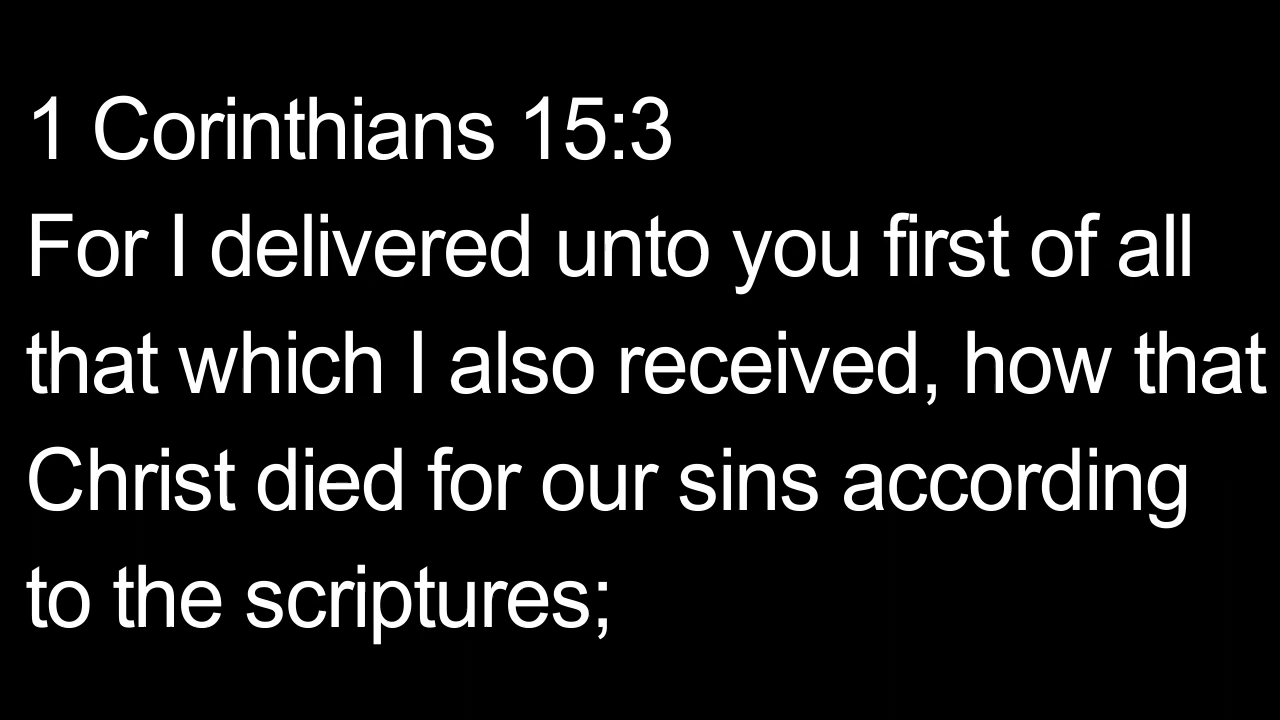 1 Corinthians 15:3
For I delivered unto you first of all
that which I also received, how that
Christ died for our sins according
to the scriptures;